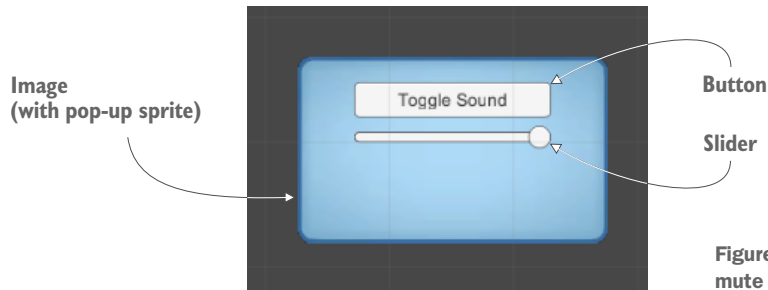 Image
(with pop-up sprite)
Toggle Sound
Button
Slider
Figure
mute